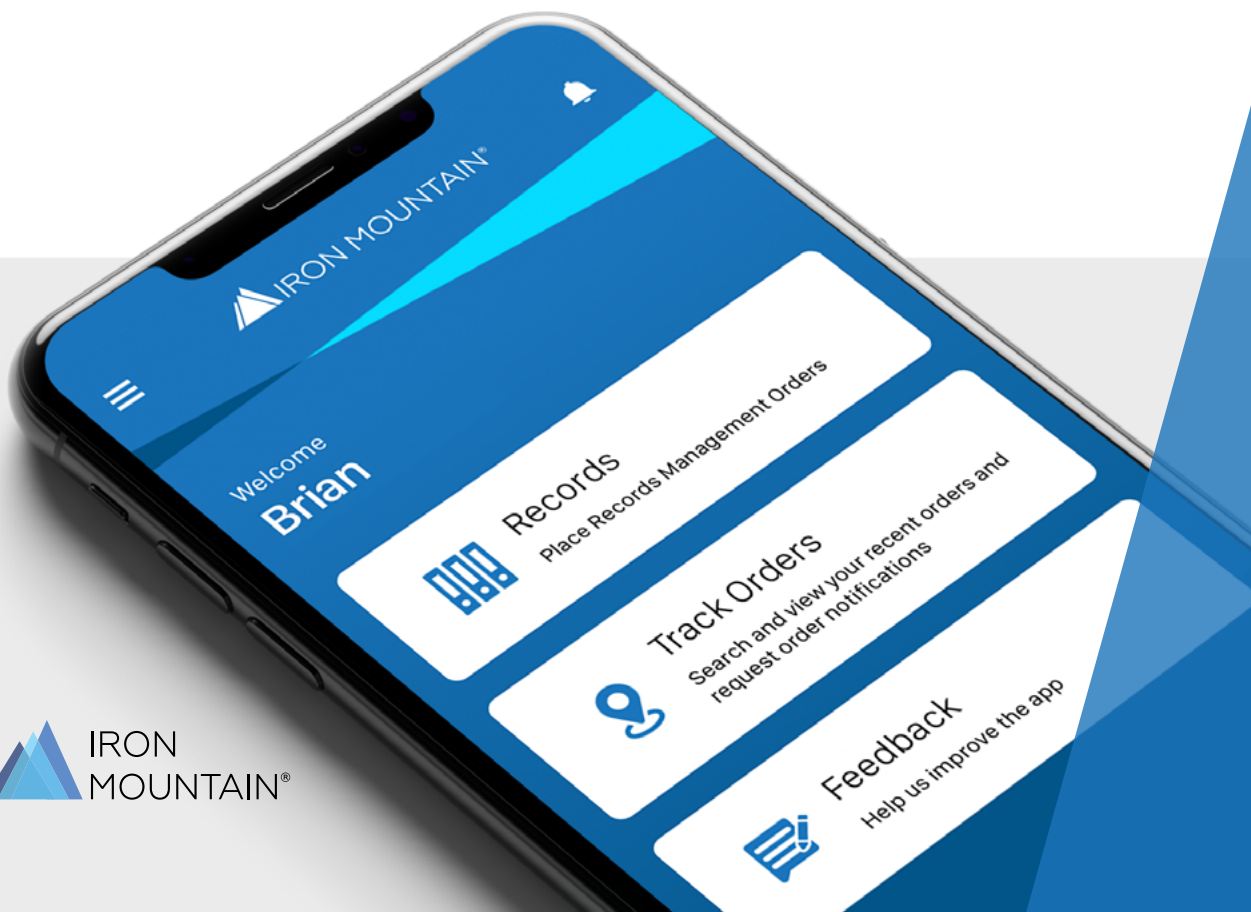 IRON MOUNTAIN®
Welcome
Brian
Records
Place Records Management Orders
Track Orders
Search and view your recent orders and
request order notifications
Feedback
Help us improve the app
IRON
MOUNTAIN®